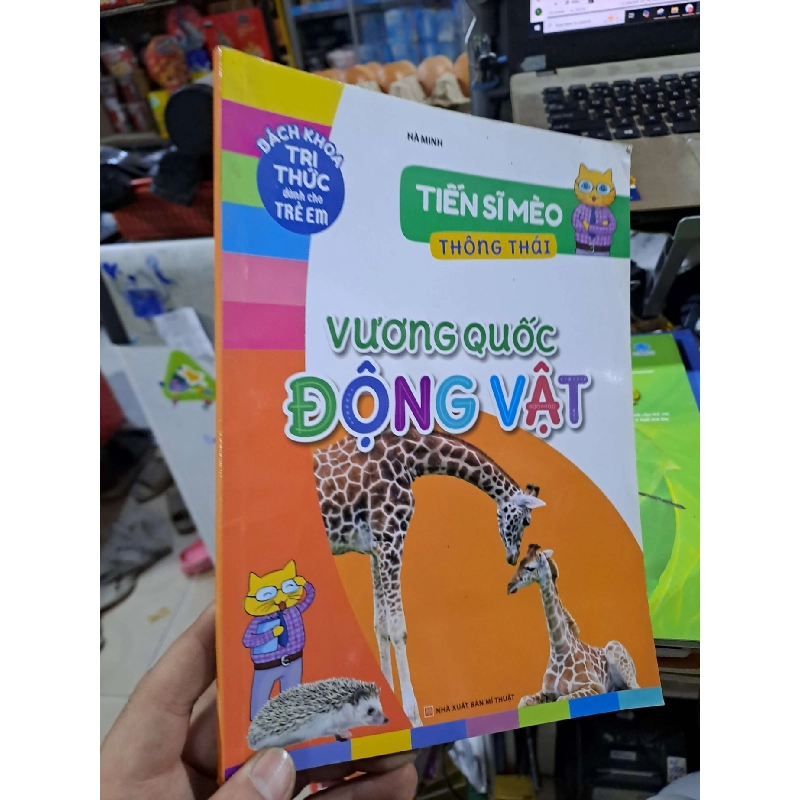 HÀ MINH
BÁCH KHOA
TRI
THỨC
dành cho
TRẺ EM
TIẾN SĨ MÈO
THÔNG THÁI
VƯƠNG QUỐC
ĐỘNG VẬT
NHÀ XUẤT BẢN MĨ THUẬT